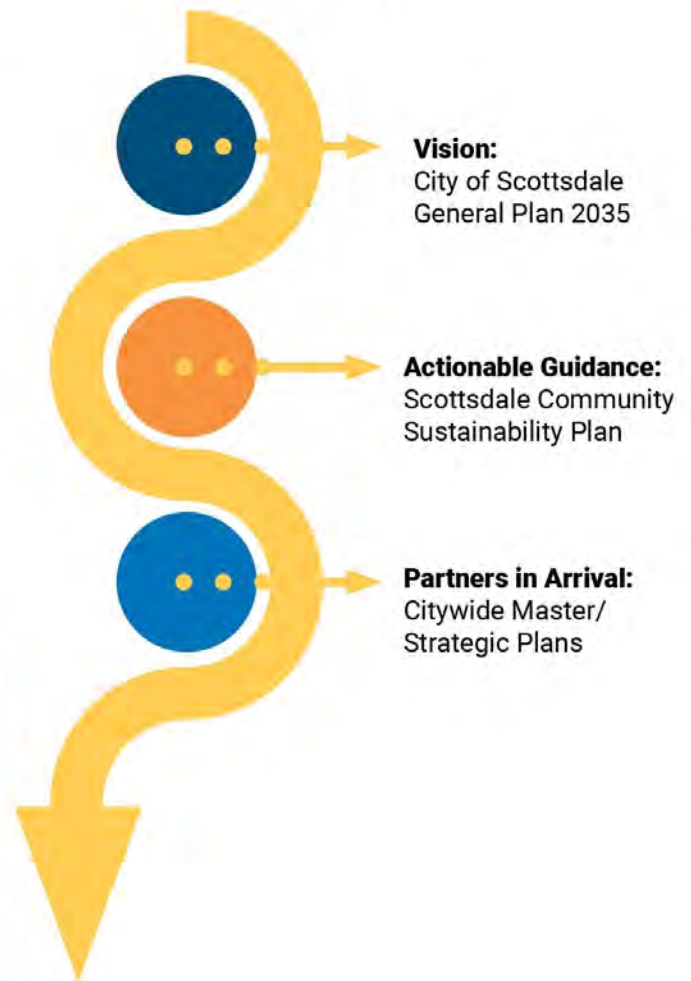 Vision:
City of Scottsdale
General Plan 2035
Actionable Guidance:
Scottsdale Community
Sustainability Plan
Partners in Arrival:
Citywide Master/
Strategic Plans